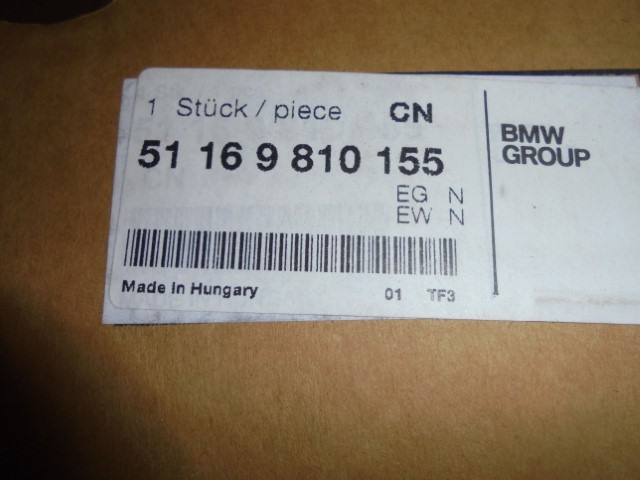 1 Stück / piece CN
51 16 9 810 155
EG N
EW N
Made in Hungary 01 TF3
BMW
GROUP